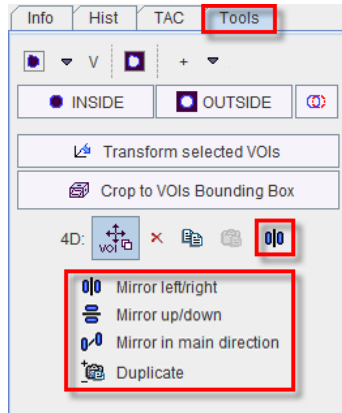 Info Hist TAC Tools
V +
INSIDE OUTSIDE
Transform selected VOIs
Crop to VOIs Bounding Box
4D: VOI
Mirror left/right
Mirror up/down
Mirror in main direction
Duplicate